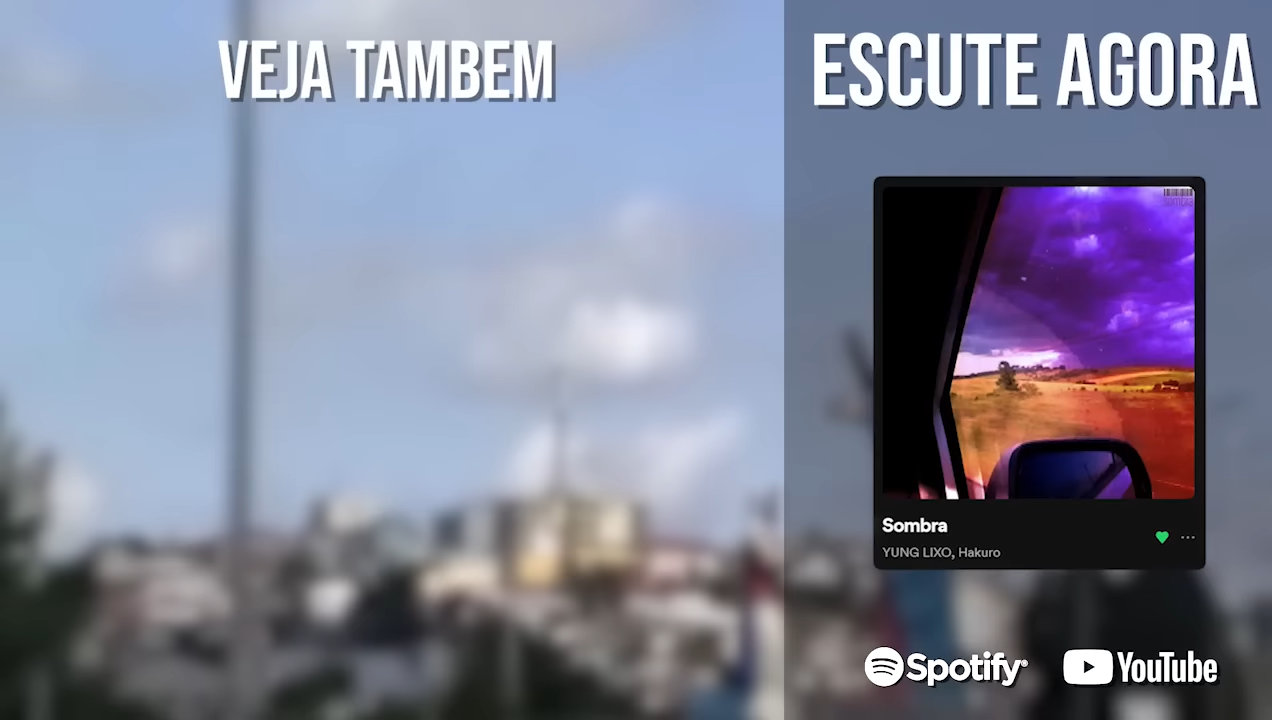 VEJA TAMBEM
ESCUTE AGORA
Sombra
YUNG LIXO, Hakuro
Spotify
YouTube